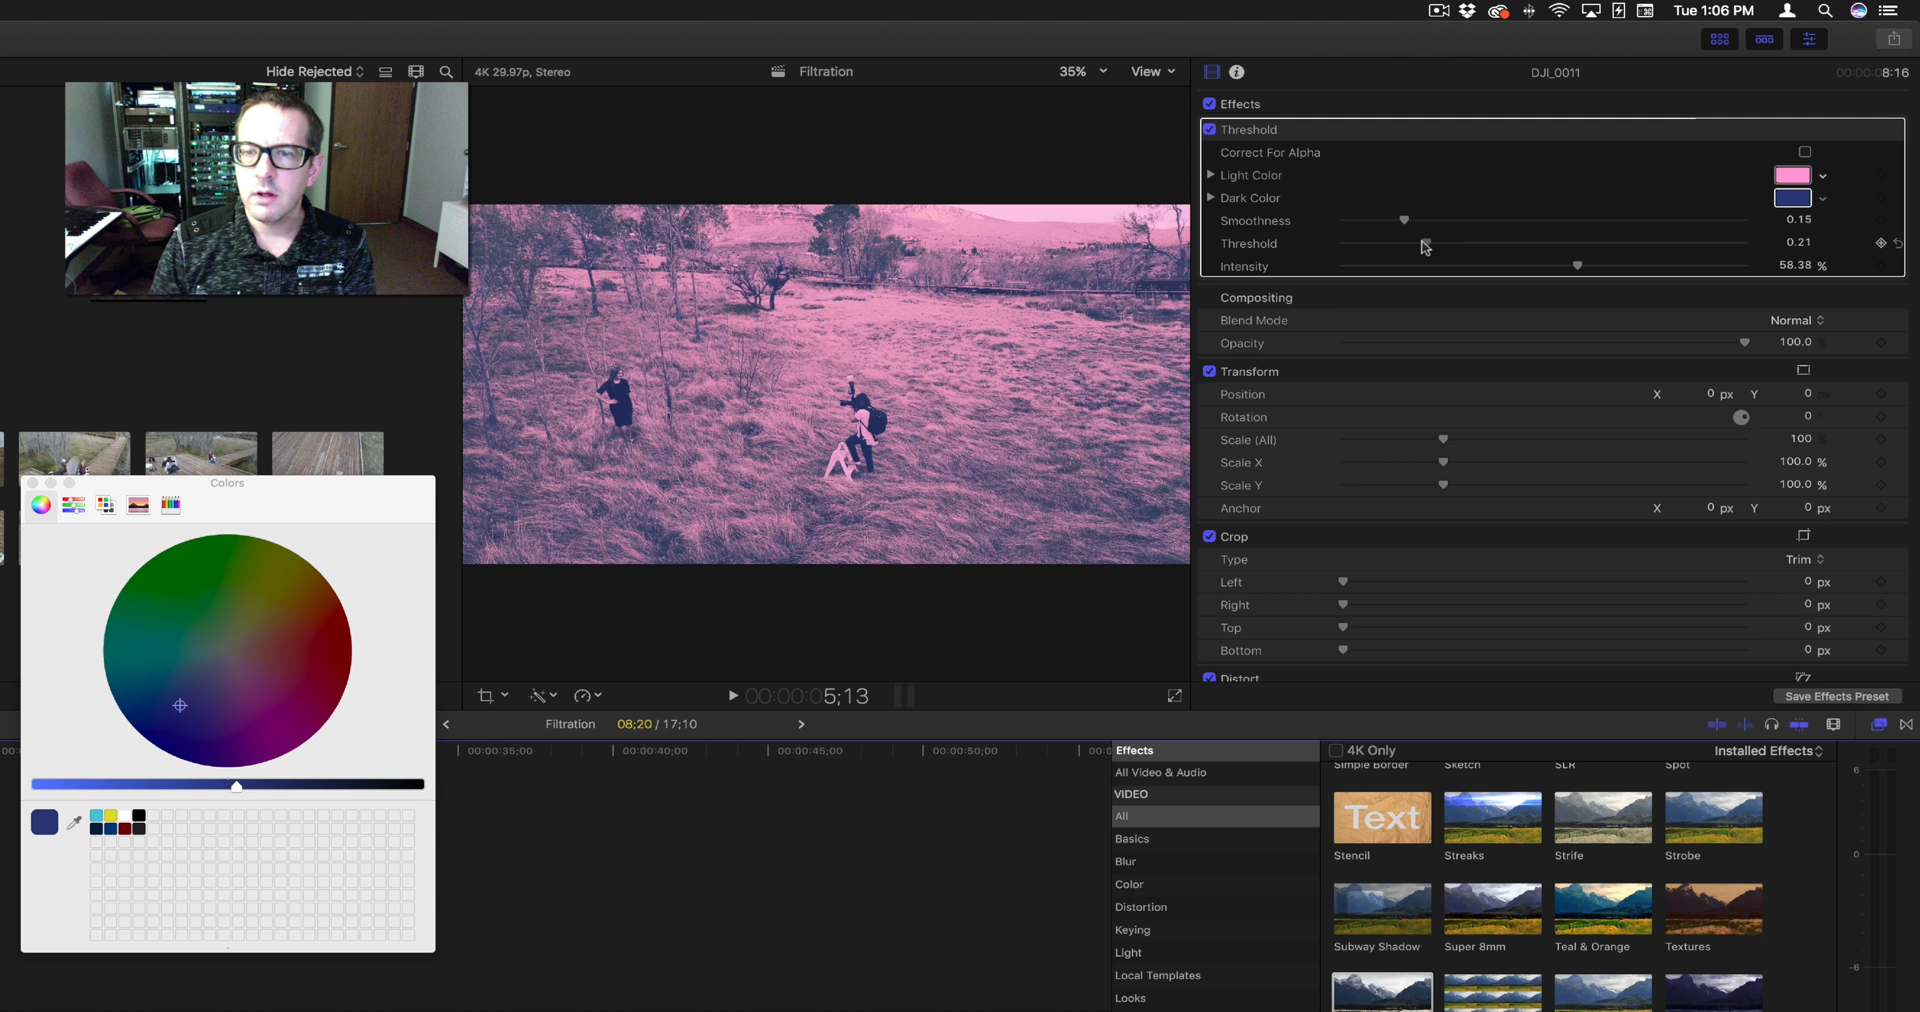 Tue 1:06 PM
Hide Rejected
4K 29.97p, Stereo
Filtration
35%
View
DJI_0011
00:00:08:16
Effects
Threshold
Correct For Alpha
Light Color
Dark Color
Smoothness 0.15
Threshold 0.21
Intensity 58.38 %
Compositing
Blend Mode Normal
Opacity 100.0
Transform
Position X 0 px Y 0 px
Rotation 0
Scale (All) 100
Scale X 100.0 %
Scale Y 100.0 %
Anchor X 0 px Y 0 px
Crop
Type Trim
Left 0 px
Right 0 px
Top 0 px
Bottom 0 px
Distort
Save Effects Preset
Colors
00:00:05;13
Filtration 08;20 / 17;10
00:00:35;00
00:00:40;00
00:00:45;00
00:00:50;00
Effects
All Video & Audio
VIDEO
All
Basics
Blur
Color
Distortion
Keying
Light
Local Templates
Looks
4K Only
Installed Effects
Simple Border
Sketch
SLR
Spot
Text
Stencil
Streaks
Strife
Strobe
Subway Shadow
Super 8mm
Teal & Orange
Textures
6
0
-6